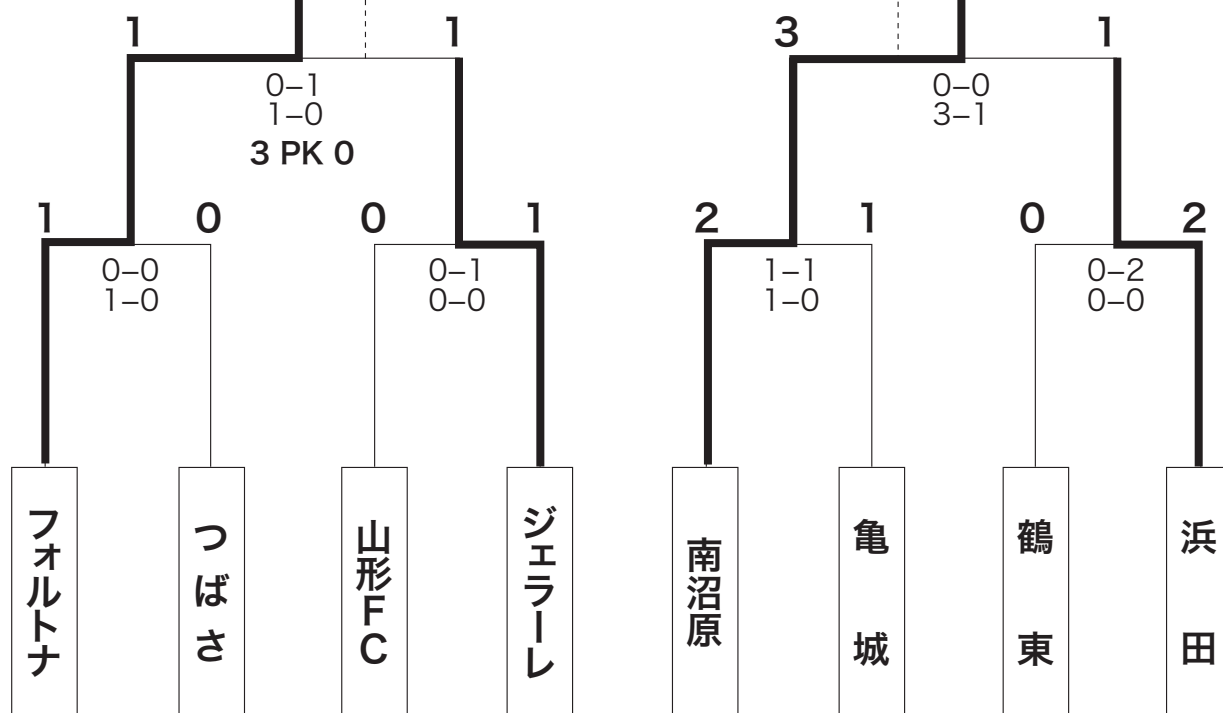 1 1 3 1
0–1 0–0
1–0 3–1
3 PK 0
1 0 0 1 2 1 0 2
0–0 0–1 1–1 0–2
1–0 0–0 1–0 0–0
フォルトナ
つばさ
山形FC
ジェラーレ
南沼原
亀城
鶴東
浜田